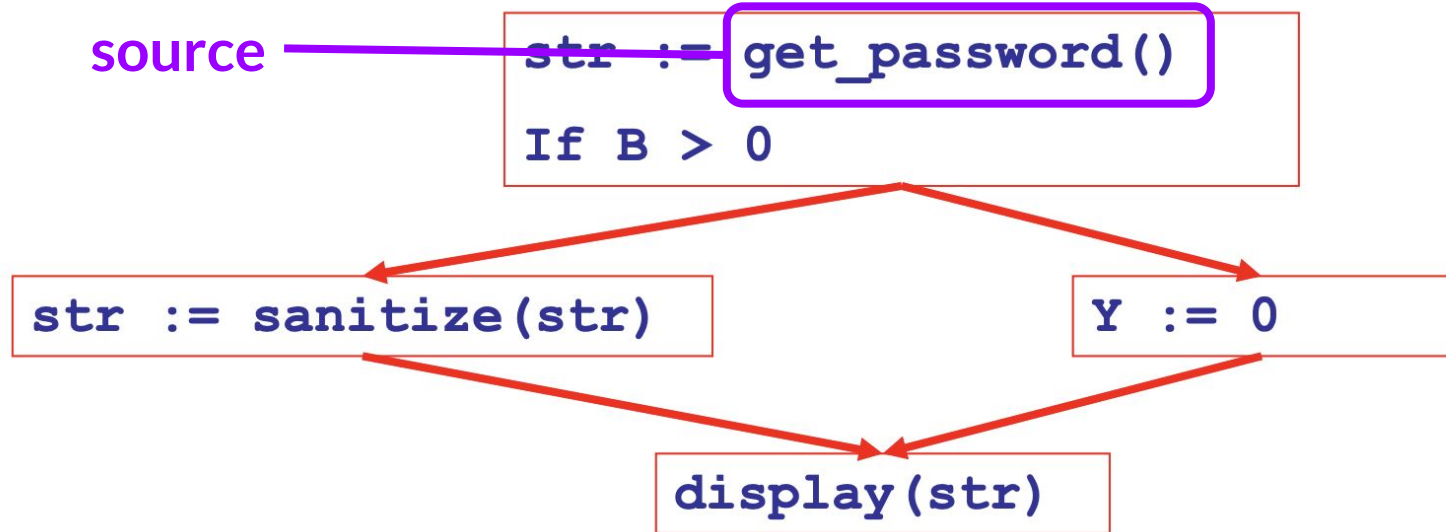 source
str := get_password()
If B > 0
str := sanitize(str)
Y := 0
display(str)